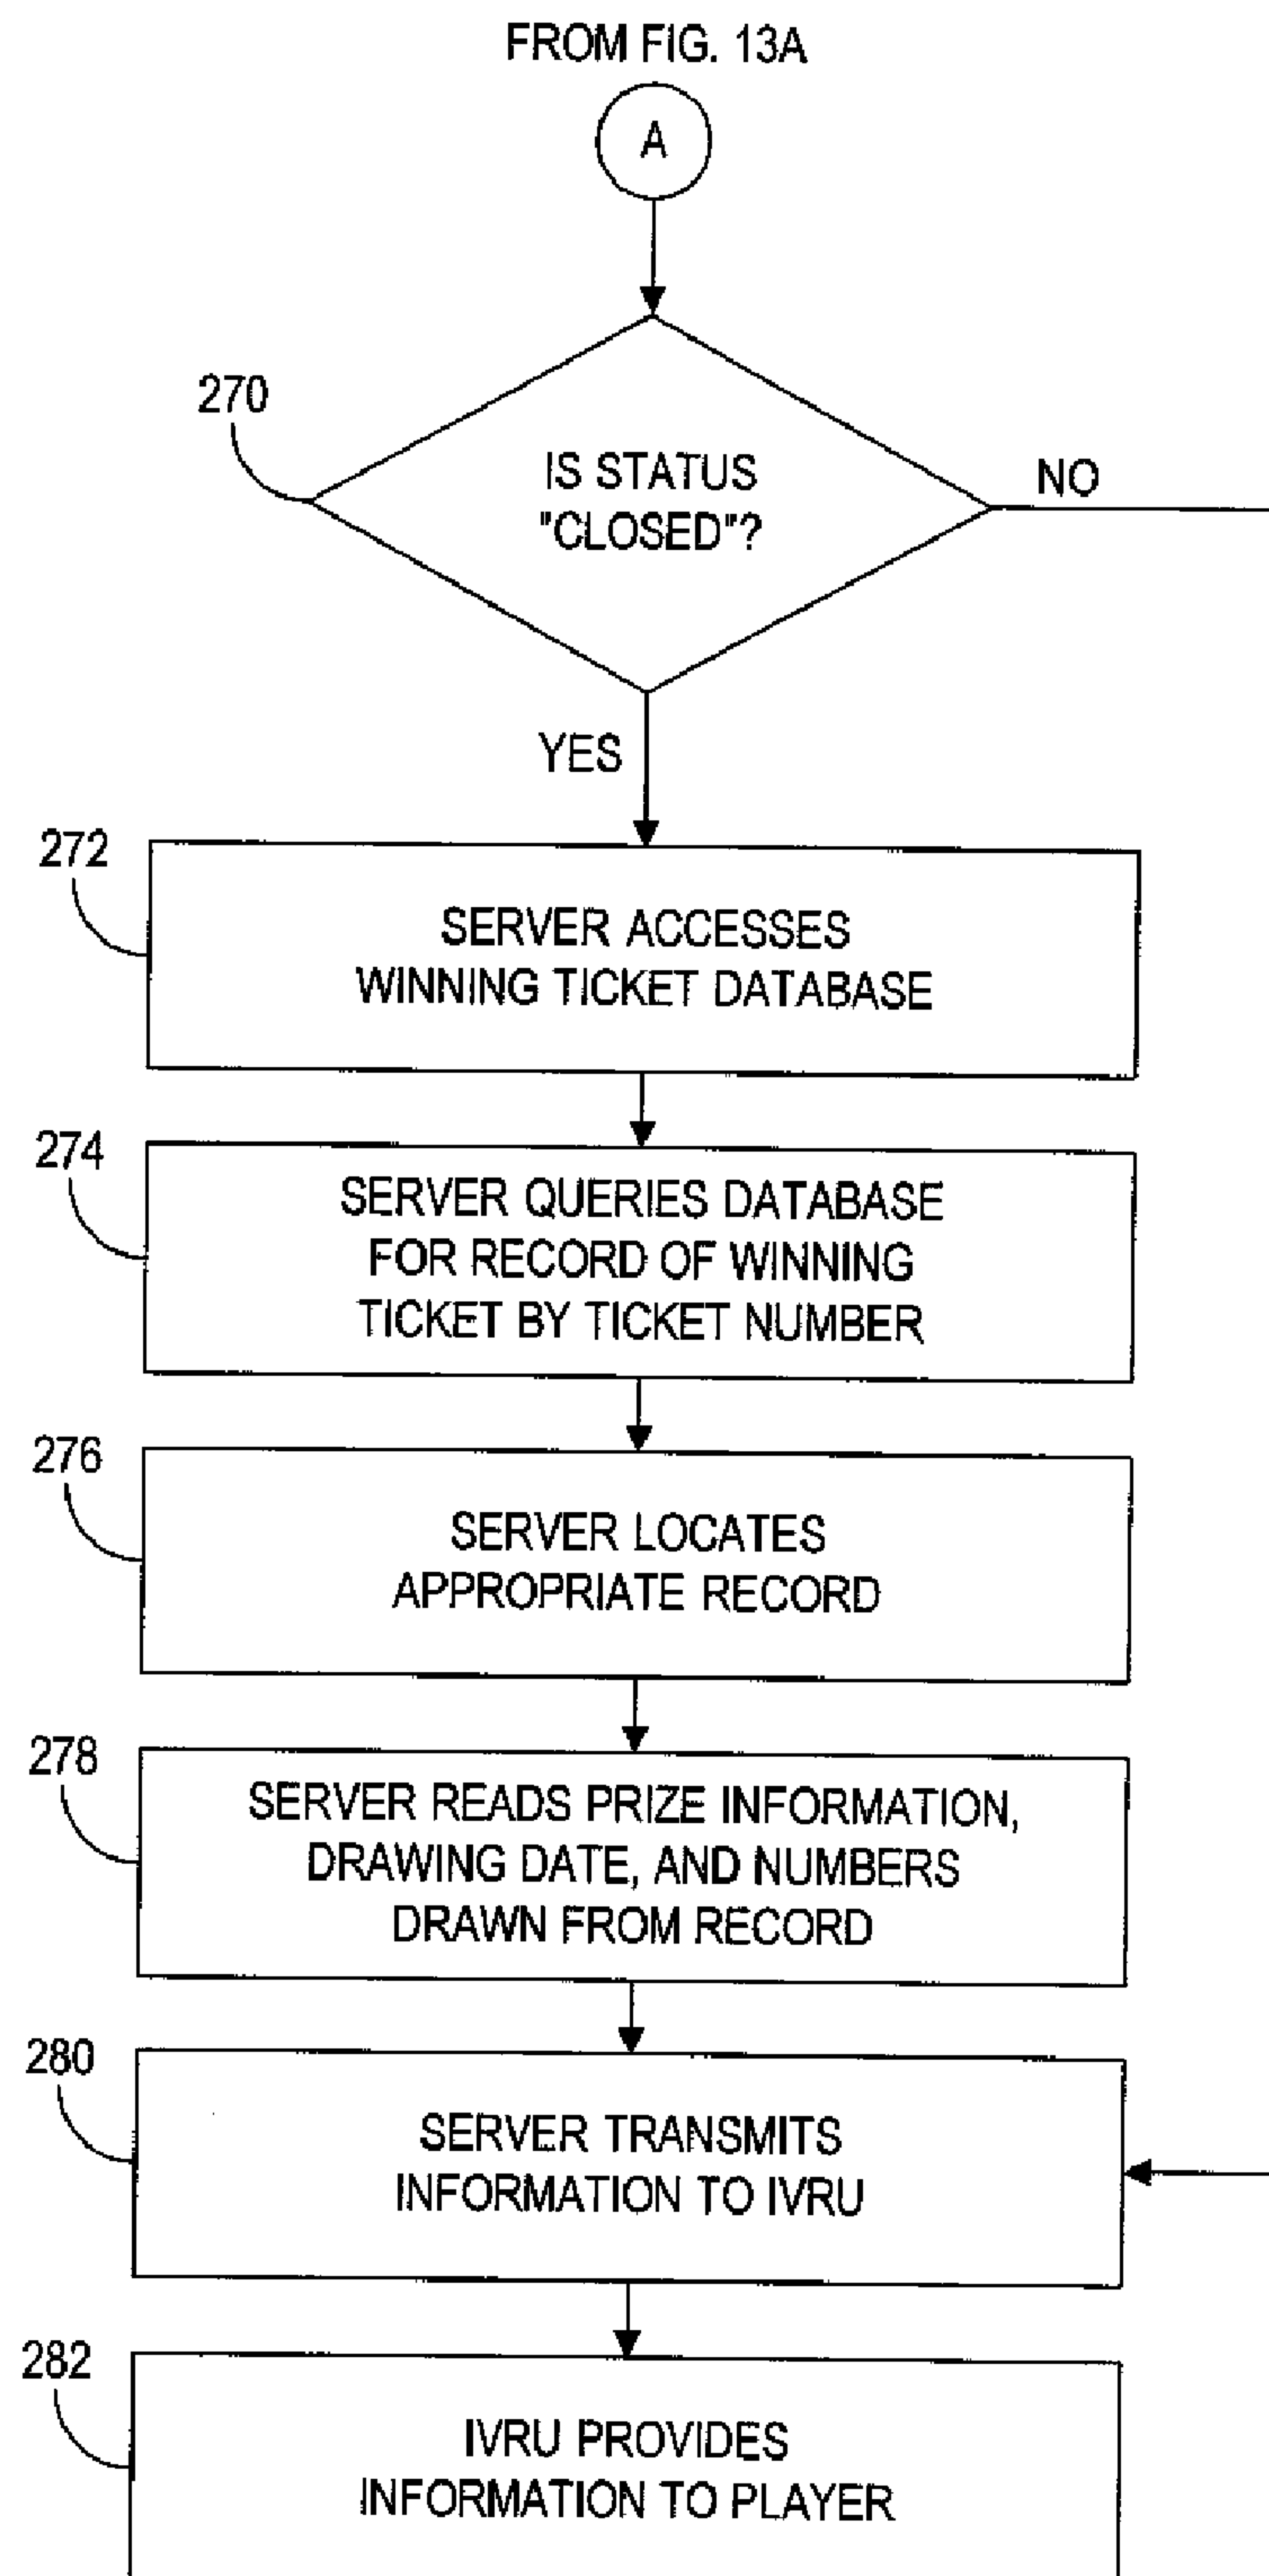 FROM FIG. 13A
A
270
IS STATUS
"CLOSED"?
NO
YES
272
SERVER ACCESSES
WINNING TICKET DATABASE
274
SERVER QUERIES DATABASE
FOR RECORD OF WINNING
TICKET BY TICKET NUMBER
276
SERVER LOCATES
APPROPRIATE RECORD
278
SERVER READS PRIZE INFORMATION,
DRAWING DATE, AND NUMBERS
DRAWN FROM RECORD
280
SERVER TRANSMITS
INFORMATION TO IVRU
282
IVRU PROVIDES
INFORMATION TO PLAYER